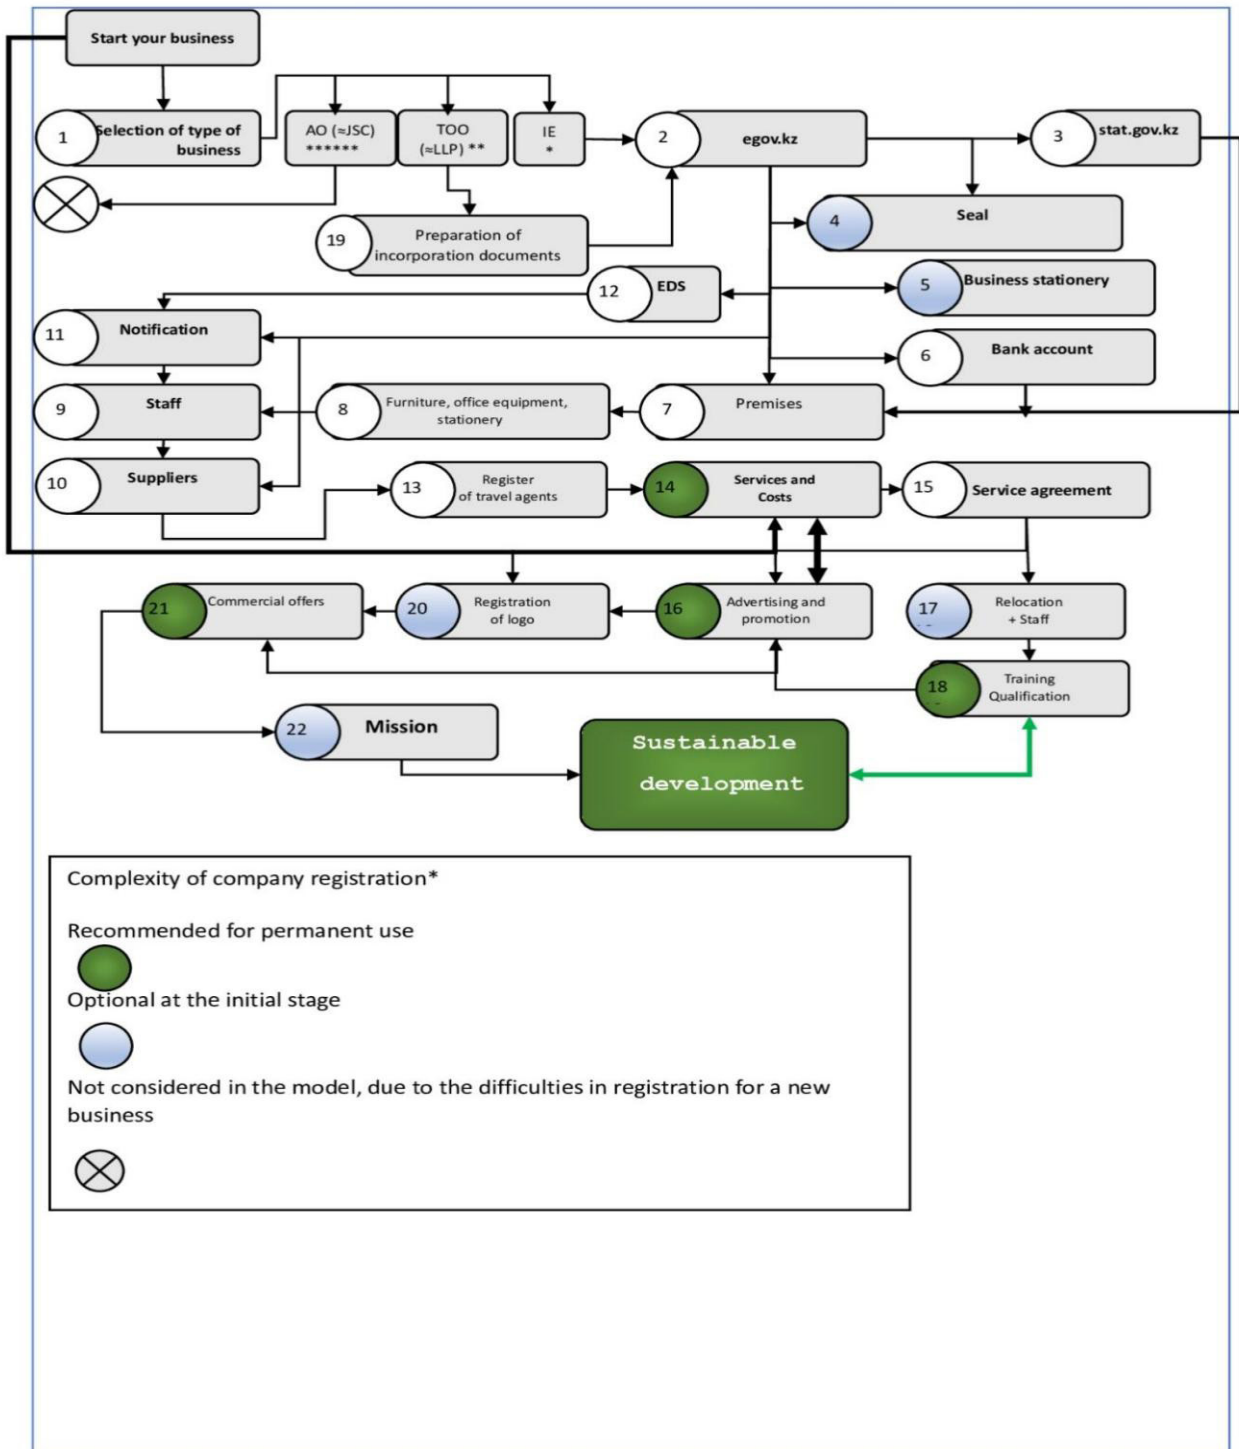 Start your business
1
Selection of type of
business
AO (≈JSC)
******
TOO
(≈LLP) **
IE
*
2
egov.kz
3
stat.gov.kz
4
Seal
19
Preparation of
incorporation documents
12
EDS
5
Business stationery
11
Notification
6
Bank account
9
Staff
8
Furniture, office equipment,
stationery
7
Premises
10
Suppliers
13
Register
of travel agents
14
Services and
Costs
15
Service agreement
21
Commercial offers
20
Registration
of logo
16
Advertising and
promotion
17
Relocation
+ Staff
18
Training
Qualification
22
Mission
Sustainable
development
Complexity of company registration*
Recommended for permanent use
Optional at the initial stage
Not considered in the model, due to the difficulties in registration for a new
business